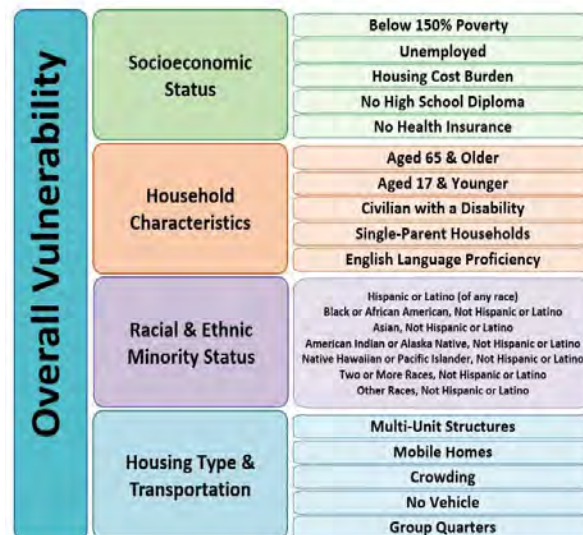 Overall Vulnerability
Socioeconomic
Status
Below 150% Poverty
Unemployed
Housing Cost Burden
No High School Diploma
No Health Insurance
Household
Characteristics
Aged 65 & Older
Aged 17 & Younger
Civilian with a Disability
Single-Parent Households
English Language Proficiency
Racial & Ethnic
Minority Status
Hispanic or Latino (of any race)
Black or African American, Not Hispanic or Latino
Asian, Not Hispanic or Latino
American Indian or Alaska Native, Not Hispanic or Latino
Native Hawaiian or Pacific Islander, Not Hispanic or Latino
Two or More Races, Not Hispanic or Latino
Other Races, Not Hispanic or Latino
Housing Type &
Transportation
Multi-Unit Structures
Mobile Homes
Crowding
No Vehicle
Group Quarters